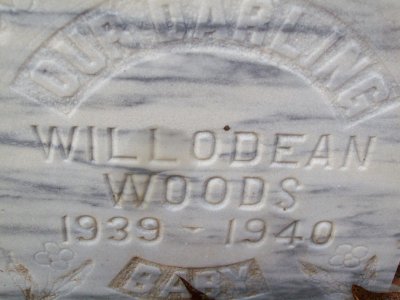 OUR DARLING
WILLODEAN
WOODS
1939 - 1940
BABY